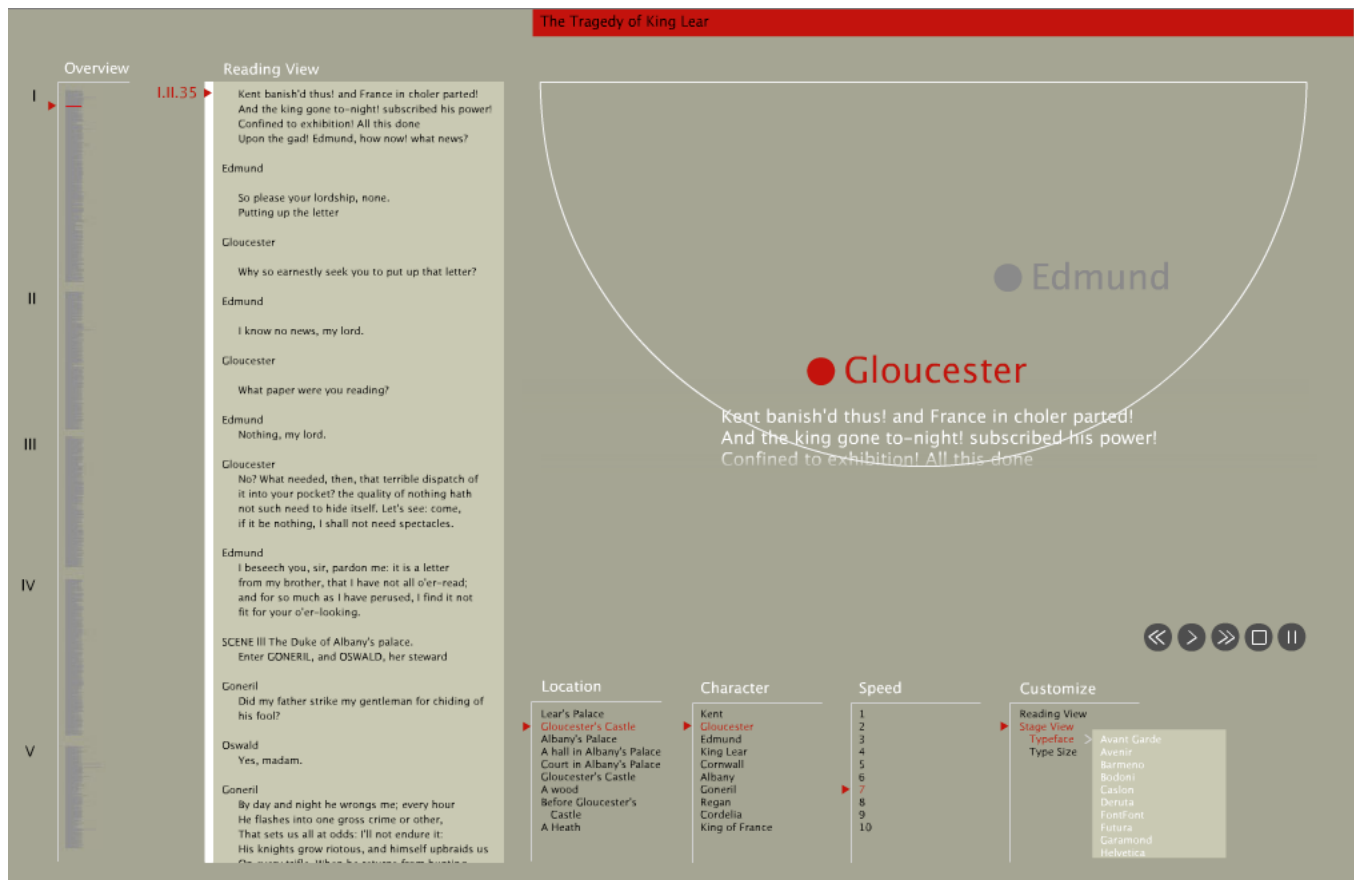 The Tragedy of King Lear
Overview
I
II
III
IV
V
Reading View
I.II.35
Kent banish'd thus! and France in choler parted!
And the king gone to-night! subscribed his power!
Confined to exhibition! All this done
Upon the gad! Edmund, how now! what news?
Edmund
So please your lordship, none.
Putting up the letter
Gloucester
Why so earnestly seek you to put up that letter?
Edmund
I know no news, my lord.
Gloucester
What paper were you reading?
Edmund
Nothing, my lord.
Gloucester
No? What needed, then, that terrible dispatch of
it into your pocket? the quality of nothing hath
not such need to hide itself. Let's see: come,
if it be nothing, I shall not need spectacles.
Edmund
I beseech you, sir, pardon me: it is a letter
from my brother, that I have not all o'er-read;
and for so much as I have perused, I find it not
fit for your o'er-looking.
SCENE III The Duke of Albany's palace.
Enter GONERIL, and OSWALD, her steward
Goneril
Did my father strike my gentleman for chiding of
his fool?
Oswald
Yes, madam.
Goneril
By day and night he wrongs me; every hour
He flashes into one gross crime or other,
That sets us all at odds: I'll not endure it:
His knights grow riotous, and himself upbraids us
On every trifle. When he returns from hunting,
Edmund
Gloucester
Kent banish'd thus! and France in choler parted!
And the king gone to-night! subscribed his power!
Confined to exhibition! All this done
Location
Lear's Palace
Gloucester's Castle
Albany's Palace
A hall in Albany's Palace
Court in Albany's Palace
Gloucester's Castle
A wood
Before Gloucester's
Castle
A Heath
Character
Kent
Gloucester
Edmund
King Lear
Cornwall
Albany
Goneril
Regan
Cordelia
King of France
Speed
1
2
3
4
5
6
7
8
9
10
Customize
Reading View
Stage View
Typeface >
Type Size
Avant Garde
Avenir
Barmeno
Bodoni
Caslon
Deruta
FontFont
Futura
Garamond
Helvetica